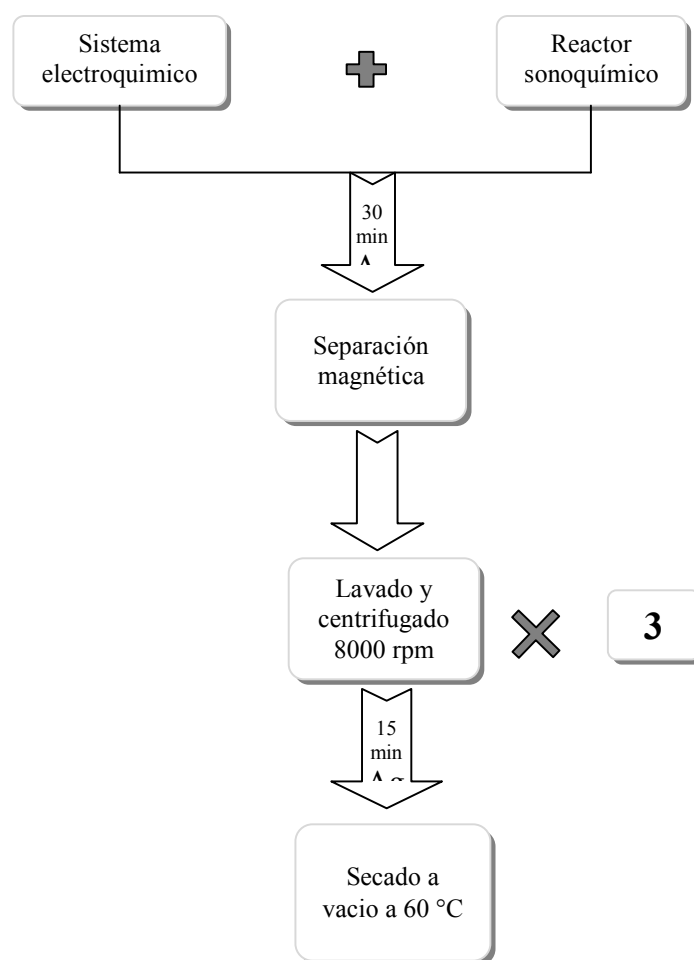 Sistema
electroquimico
Reactor
sonoquímico
30
min
Separación
magnética
Lavado y
centrifugado
8000 rpm
3
15
min
Secado a
vacio a 60 °C